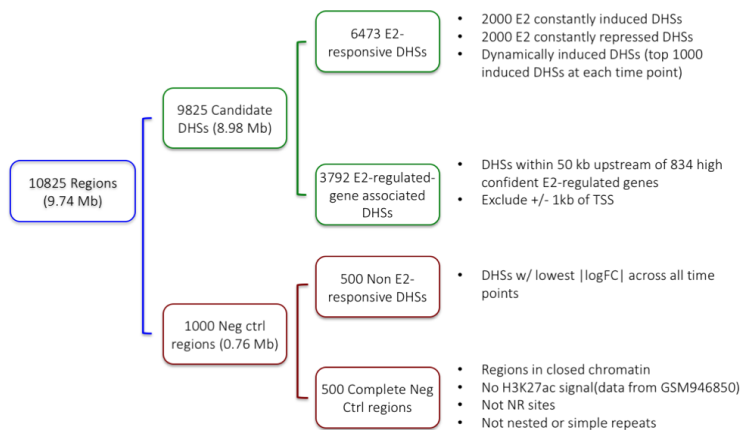 10825 Regions
(9.74 Mb)
9825 Candidate
DHSs (8.98 Mb)
6473 E2-
responsive DHSs
• 2000 E2 constantly induced DHSs
• 2000 E2 constantly repressed DHSs
• Dynamically induced DHSs (top 1000
induced DHSs at each time point)
3792 E2-regulated-
gene associated
DHSs
• DHSs within 50 kb upstream of 834 high
confident E2-regulated genes
• Exclude +/- 1kb of TSS
1000 Neg ctrl
regions (0.76 Mb)
500 Non E2-
responsive DHSs
• DHSs w/ lowest |logFC| across all time
points
500 Complete Neg
Ctrl regions
• Regions in closed chromatin
• No H3K27ac signal(data from GSM946850)
• Not NR sites
• Not nested or simple repeats